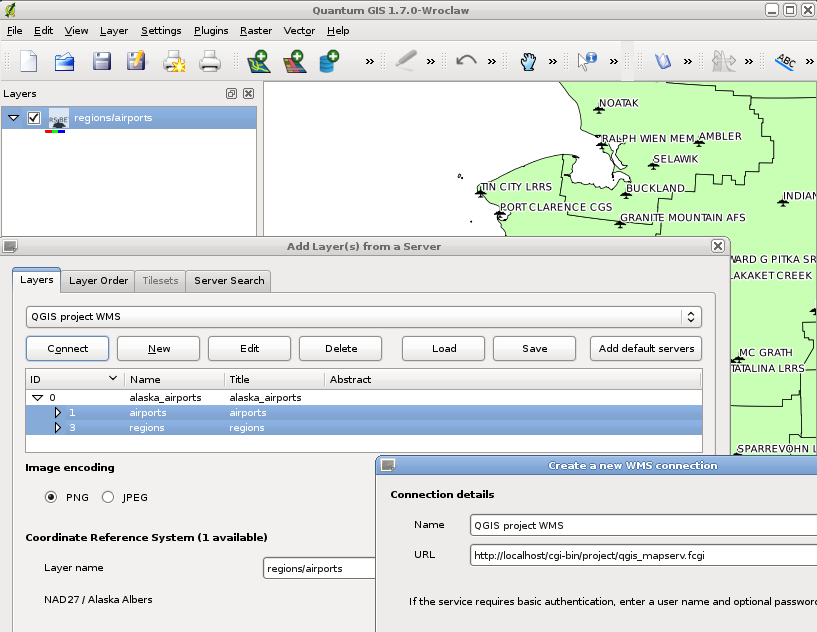 Quantum GIS 1.7.0-Wroclaw
File Edit View Layer Settings Plugins Raster Vector Help
» » » » » » ABC »
Layers
regions/airports
NOATAK
RALPH WIEN MEM AMBLER
SELAWIK
TIN CITY LRRS BUCKLAND INDIAN
PORT CLARENCE CGS
GRANITE MOUNTAIN AFS
Add Layer(s) from a Server
WARD G PITKA SR
LAKAKET CREEK
Layers Layer Order Tilesets Server Search
QGIS project WMS
Connect New Edit Delete Load Save Add default servers
MC GRATH
TATALINA LRRS
ID Name Title Abstract
0 alaska_airports alaska_airports
1 airports airports
3 regions regions
SPARREVOHN L
Image encoding
PNG JPEG
Coordinate Reference System (1 available)
Layer name regions/airports
NAD27 / Alaska Albers
Create a new WMS connection
Connection details
Name QGIS project WMS
URL http://localhost/cgi-bin/project/qgis_mapserv.fcgi
If the service requires basic authentication, enter a user name and optional password